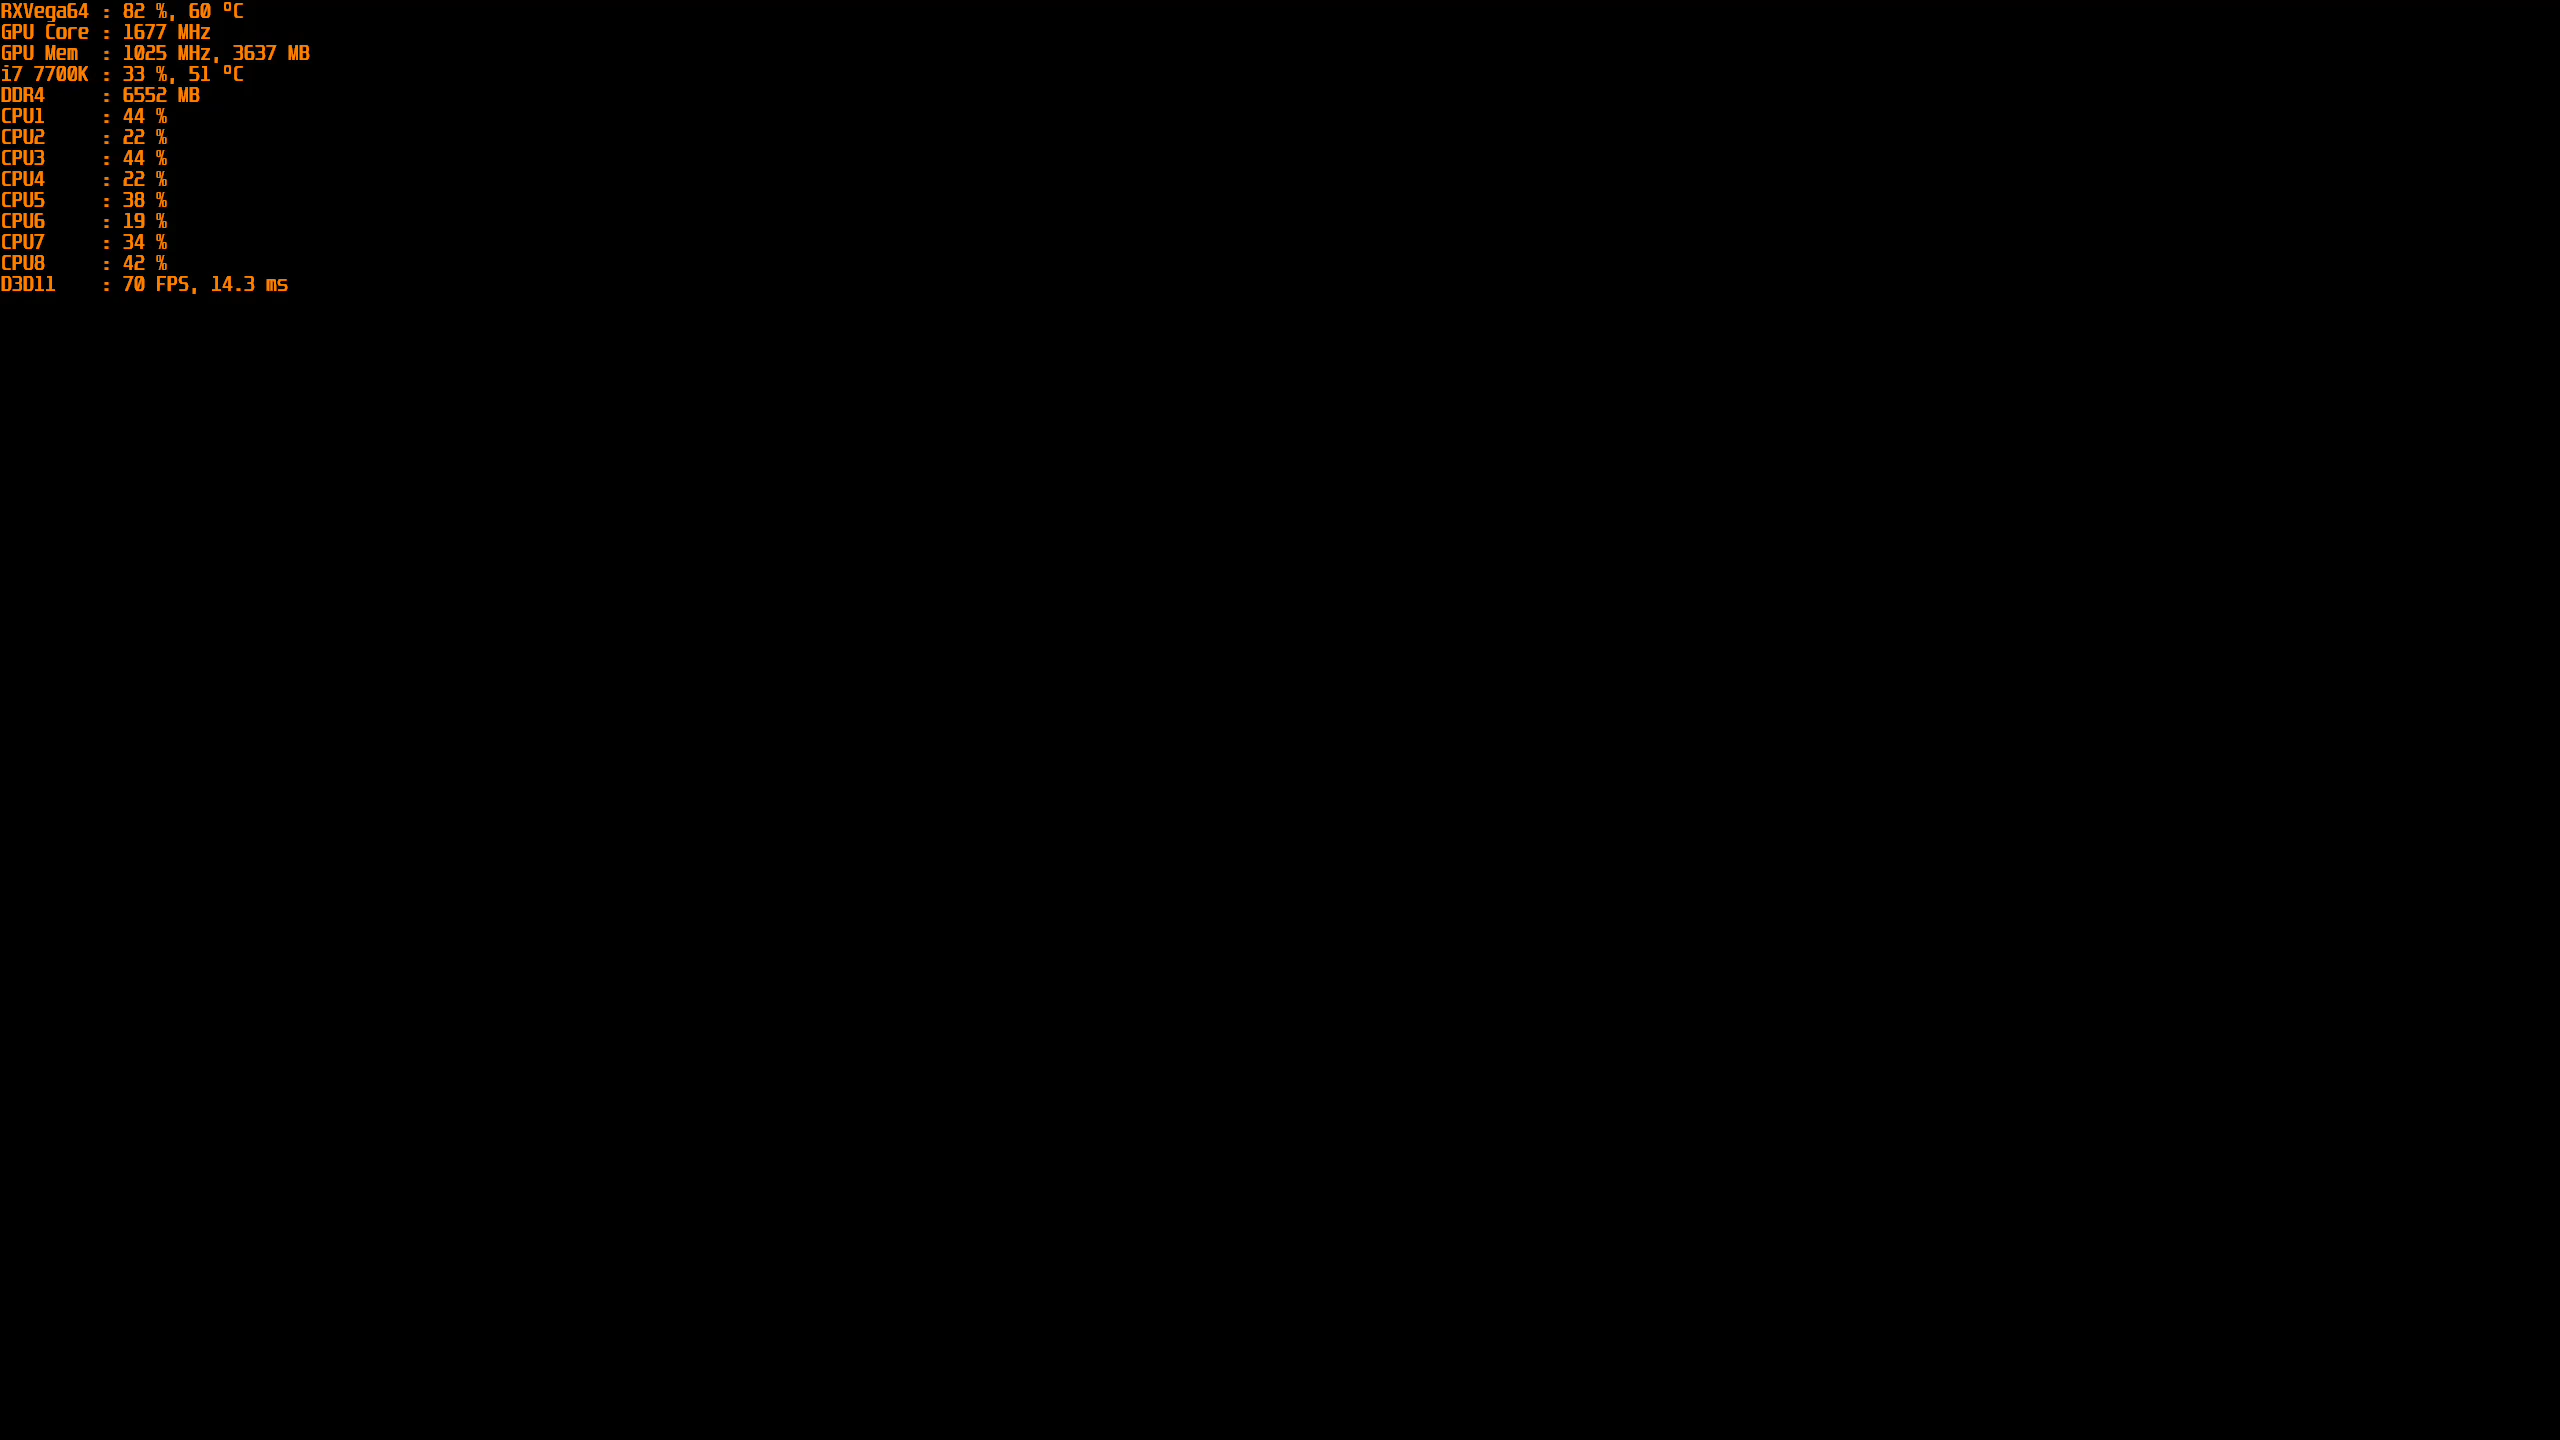 RXVega64 : 82 %, 60 ºC
GPU Core : 1677 MHz
GPU Mem  : 1025 MHz, 3637 MB
i7 7700K : 33 %, 51 ºC
DDR4     : 6552 MB
CPU1     : 44 %
CPU2     : 22 %
CPU3     : 44 %
CPU4     : 22 %
CPU5     : 38 %
CPU6     : 19 %
CPU7     : 34 %
CPU8     : 42 %
D3D11    : 70 FPS, 14.3 ms